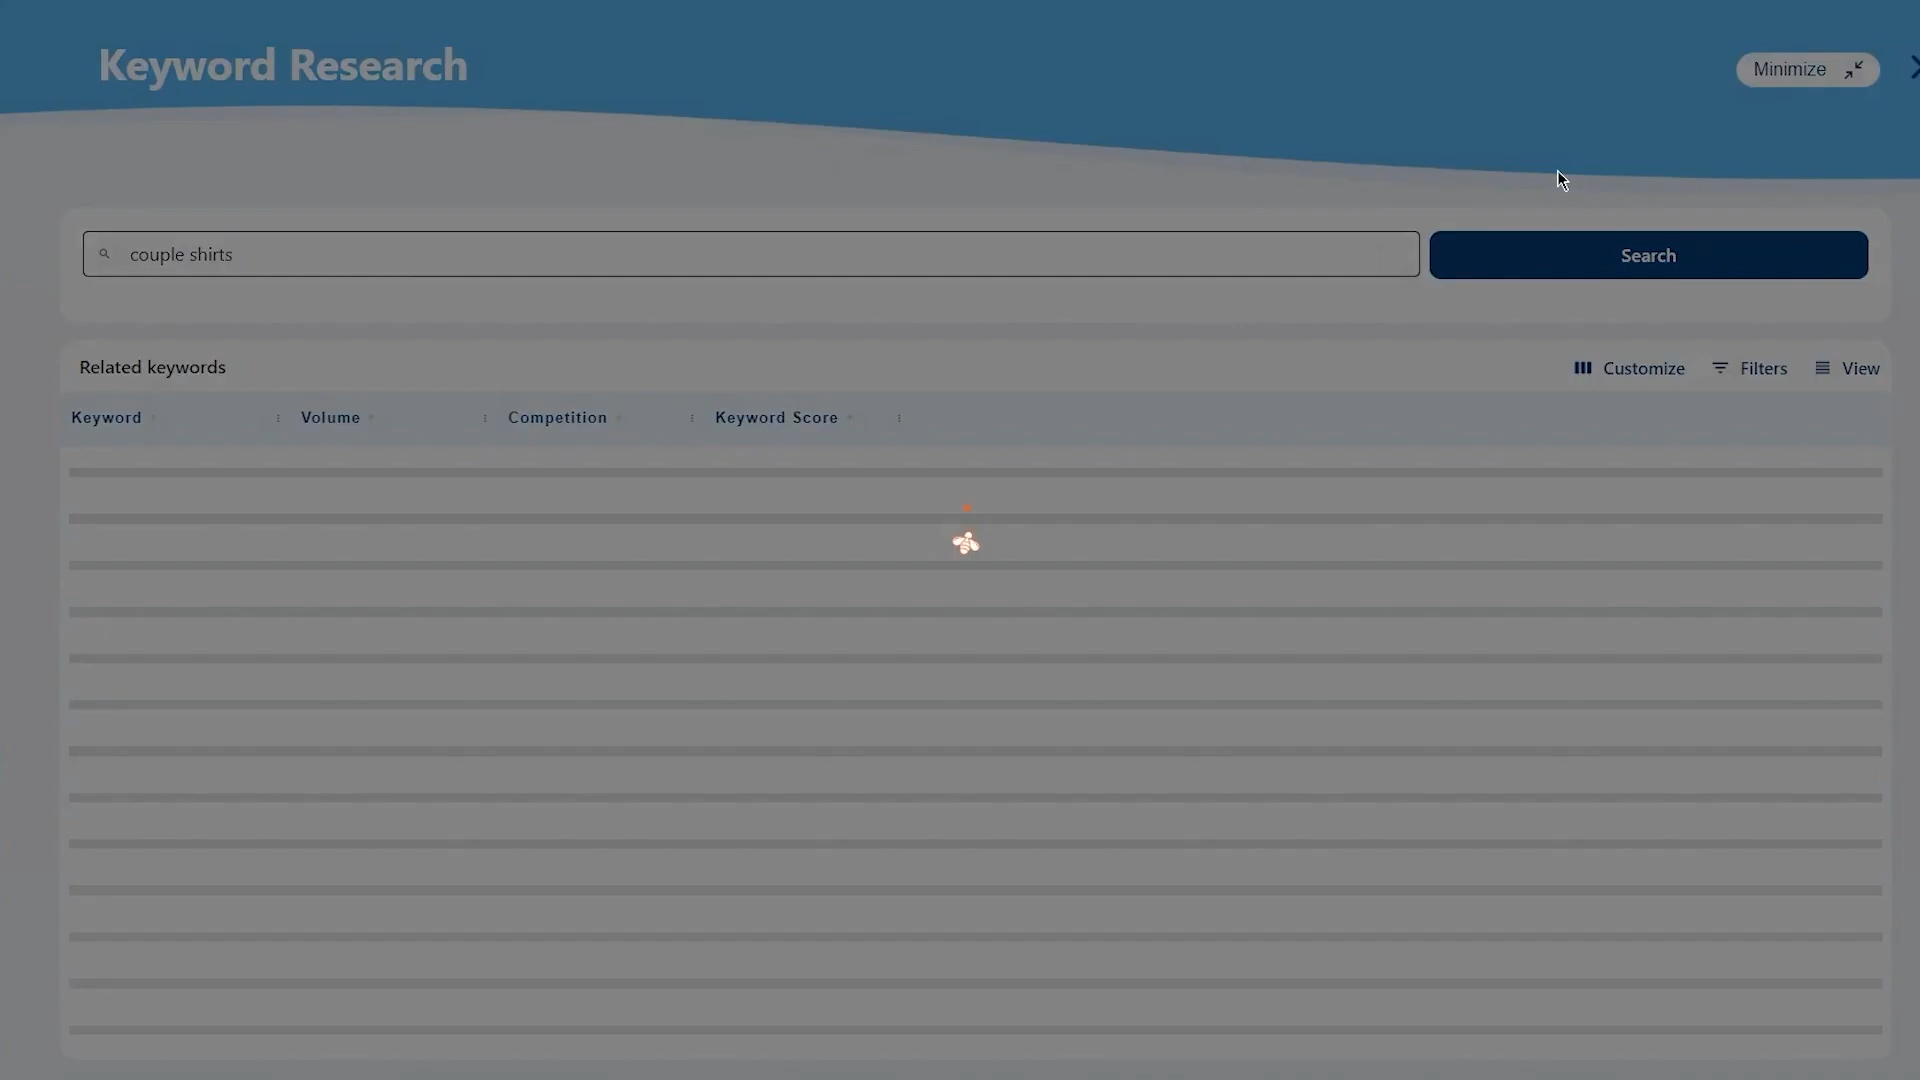 Keyword Research
Minimize
couple shirts
Search
Related keywords
Customize
Filters
View
Keyword
Volume
Competition
Keyword Score